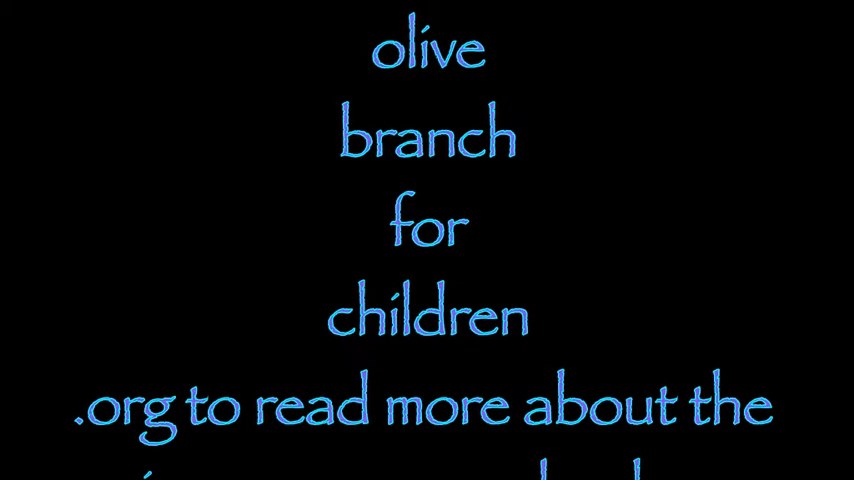 olive
branch
for
children
.org to read more about the